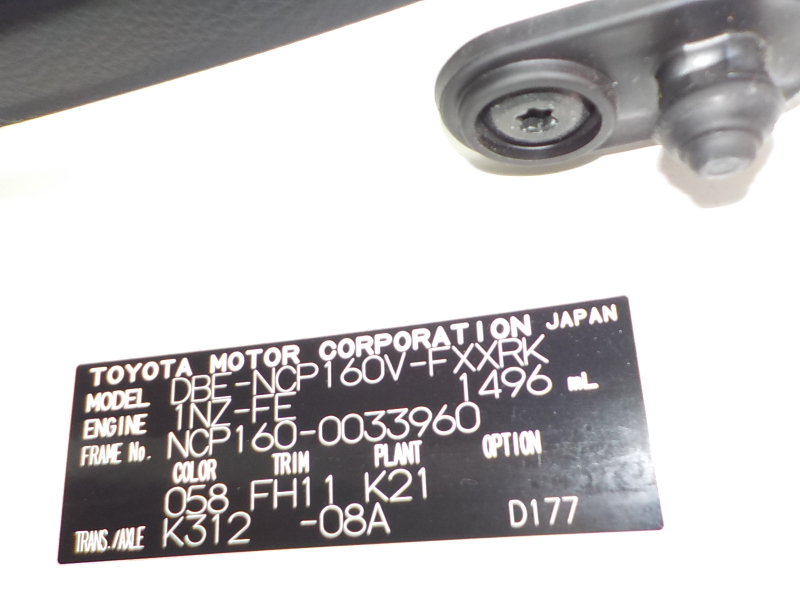 TOYOTA MOTOR CORPORATION JAPAN
MODEL DBE-NCP160V-FXXRK
ENGINE 1NZ-FE 1496 mL
FRAME No. NCP160-0033960
COLOR TRIM PLANT OPTION
058 FH11 K21
TRANS./AXLE K312 -08A D177